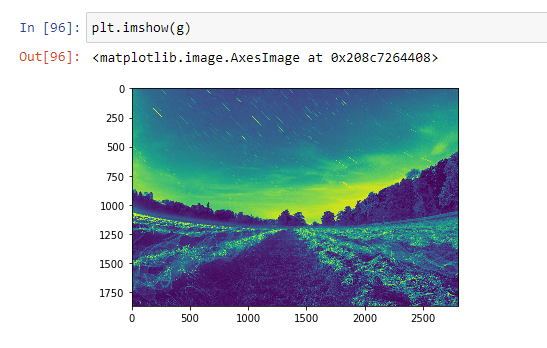 In [96]: plt.imshow(g)
Out[96]: <matplotlib.image.AxesImage at 0x208c7264408>
0
250
500
750
1000
1250
1500
1750
0 500 1000 1500 2000 2500